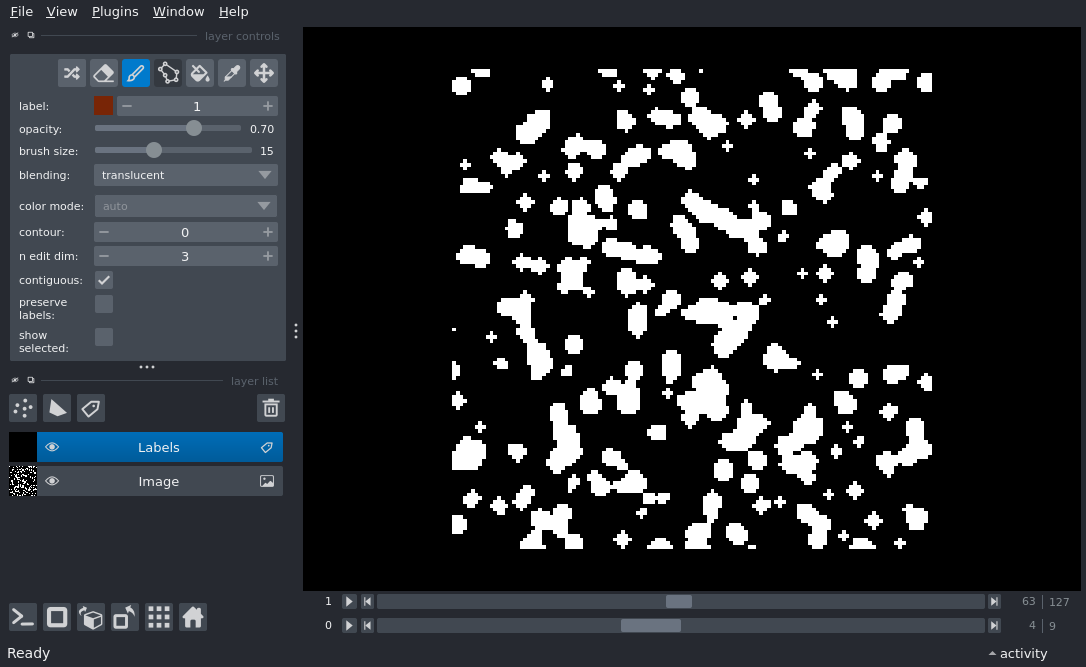 File View Plugins Window Help
layer controls
label: 1
opacity: 0.70
brush size: 15
blending: translucent
color mode: auto
contour: 0
n edit dim: 3
contiguous:
preserve
labels:
show
selected:
layer list
Labels
Image
1 63 127
0 4 9
Ready activity